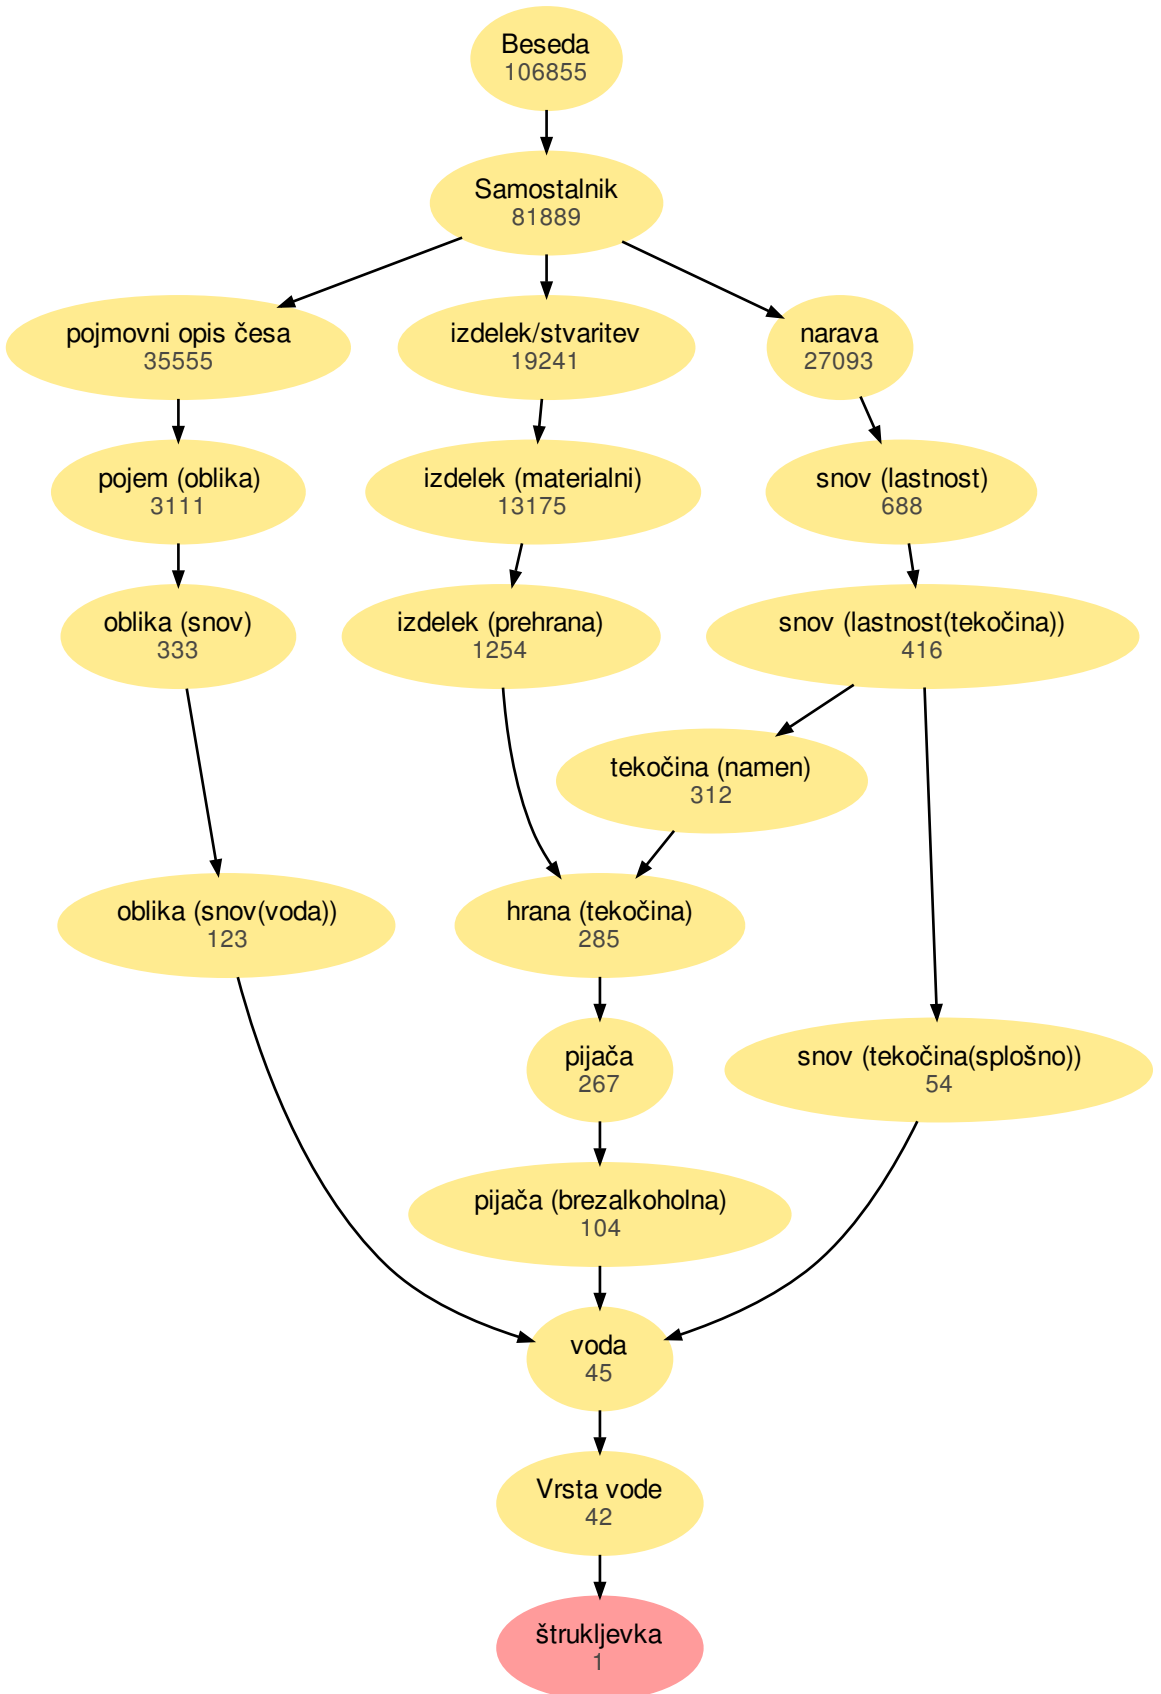 Beseda
106855
Samostalnik
81889
pojmovni opis česa
35555
izdelek/stvaritev
19241
narava
27093
pojem (oblika)
3111
izdelek (materialni)
13175
snov (lastnost)
688
oblika (snov)
333
izdelek (prehrana)
1254
snov (lastnost(tekočina))
416
tekočina (namen)
312
oblika (snov(voda))
123
hrana (tekočina)
285
pijača
267
snov (tekočina(splošno))
54
pijača (brezalkoholna)
104
voda
45
Vrsta vode
42
štrukljevka
1